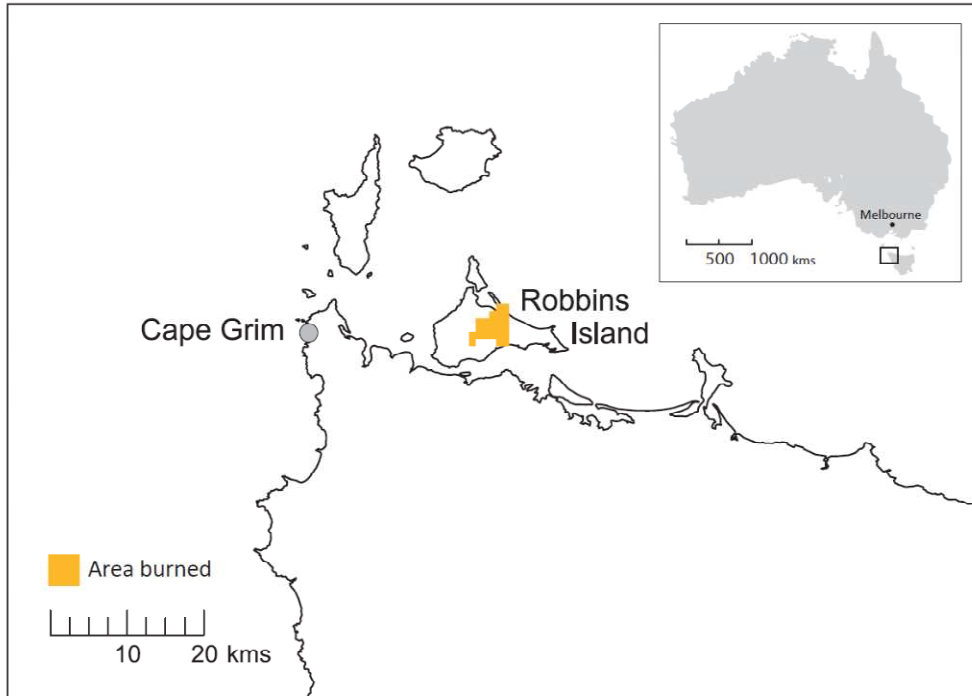 Melbourne
500 1000 kms
Robbins
Island
Cape Grim
Area burned
10 20 kms